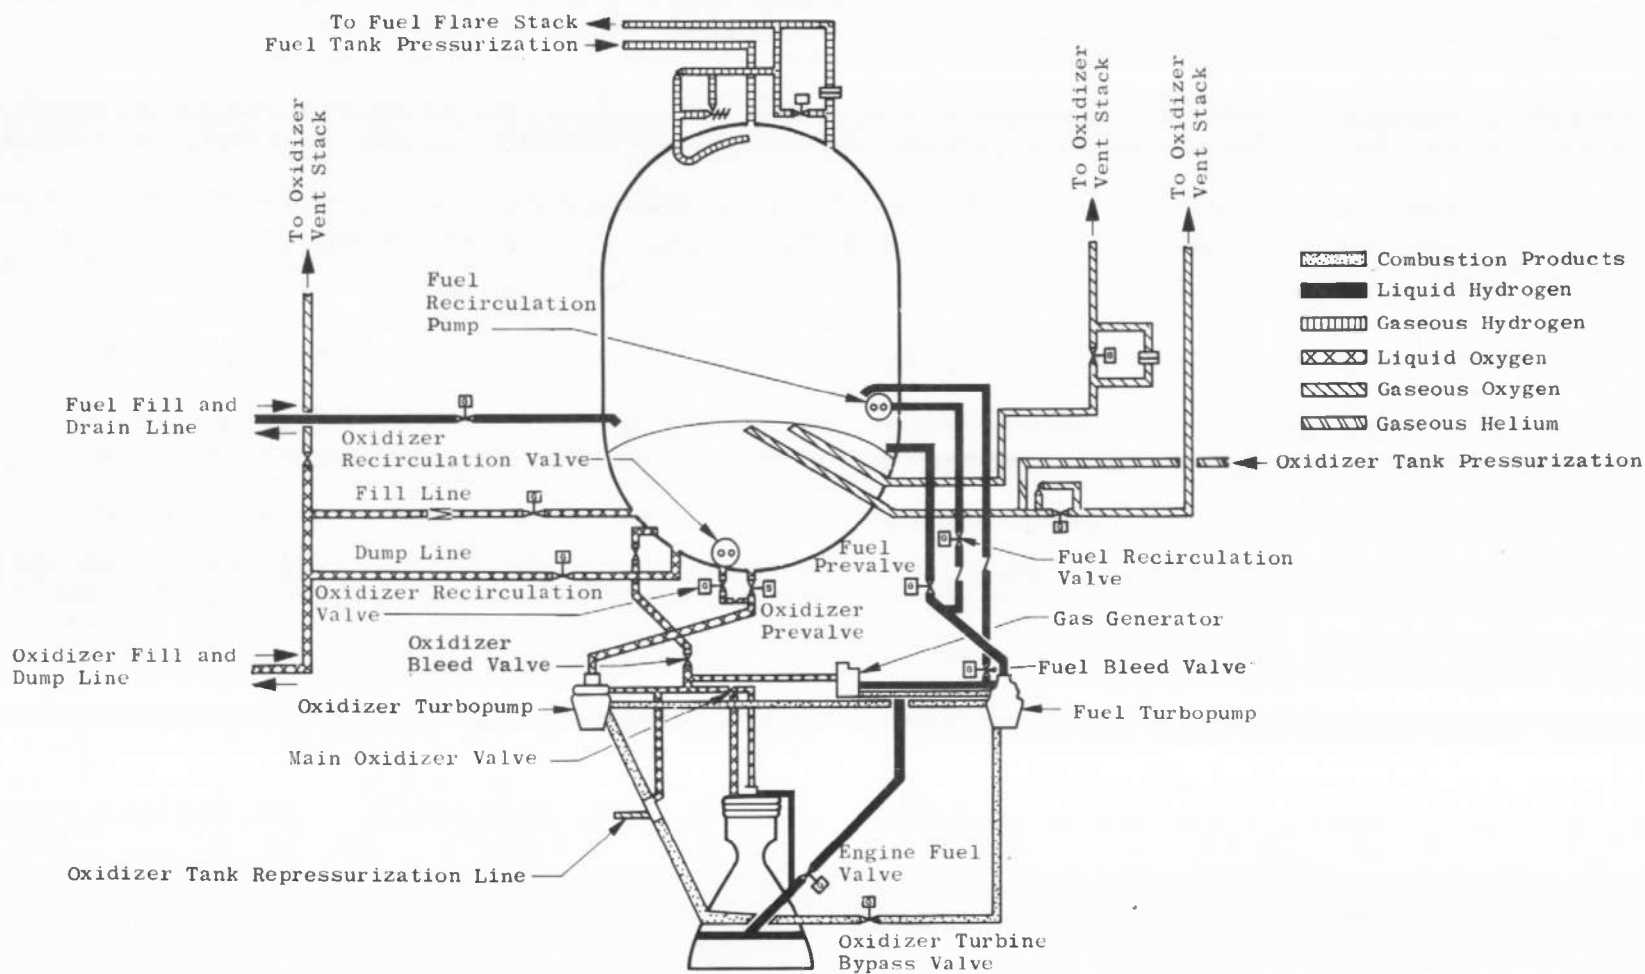 To Fuel Flare Stack
Fuel Tank Pressurization
To Oxidizer
Vent Stack
To Oxidizer
Vent Stack
To Oxidizer
Vent Stack
Fuel
Recirculation
Pump
Combustion Products
Liquid Hydrogen
Gaseous Hydrogen
Liquid Oxygen
Gaseous Oxygen
Gaseous Helium
Fuel Fill and
Drain Line
Oxidizer
Recirculation Valve
Oxidizer Tank Pressurization
Fill Line
Dump Line
Fuel
Prevalve
Fuel Recirculation
Valve
Oxidizer Recirculation
Valve
Oxidizer
Prevalve
Gas Generator
Oxidizer
Bleed Valve
Oxidizer Fill and
Dump Line
Fuel Bleed Valve
Oxidizer Turbopump
Fuel Turbopump
Main Oxidizer Valve
Engine Fuel
Valve
Oxidizer Tank Repressurization Line
Oxidizer Turbine
Bypass Valve